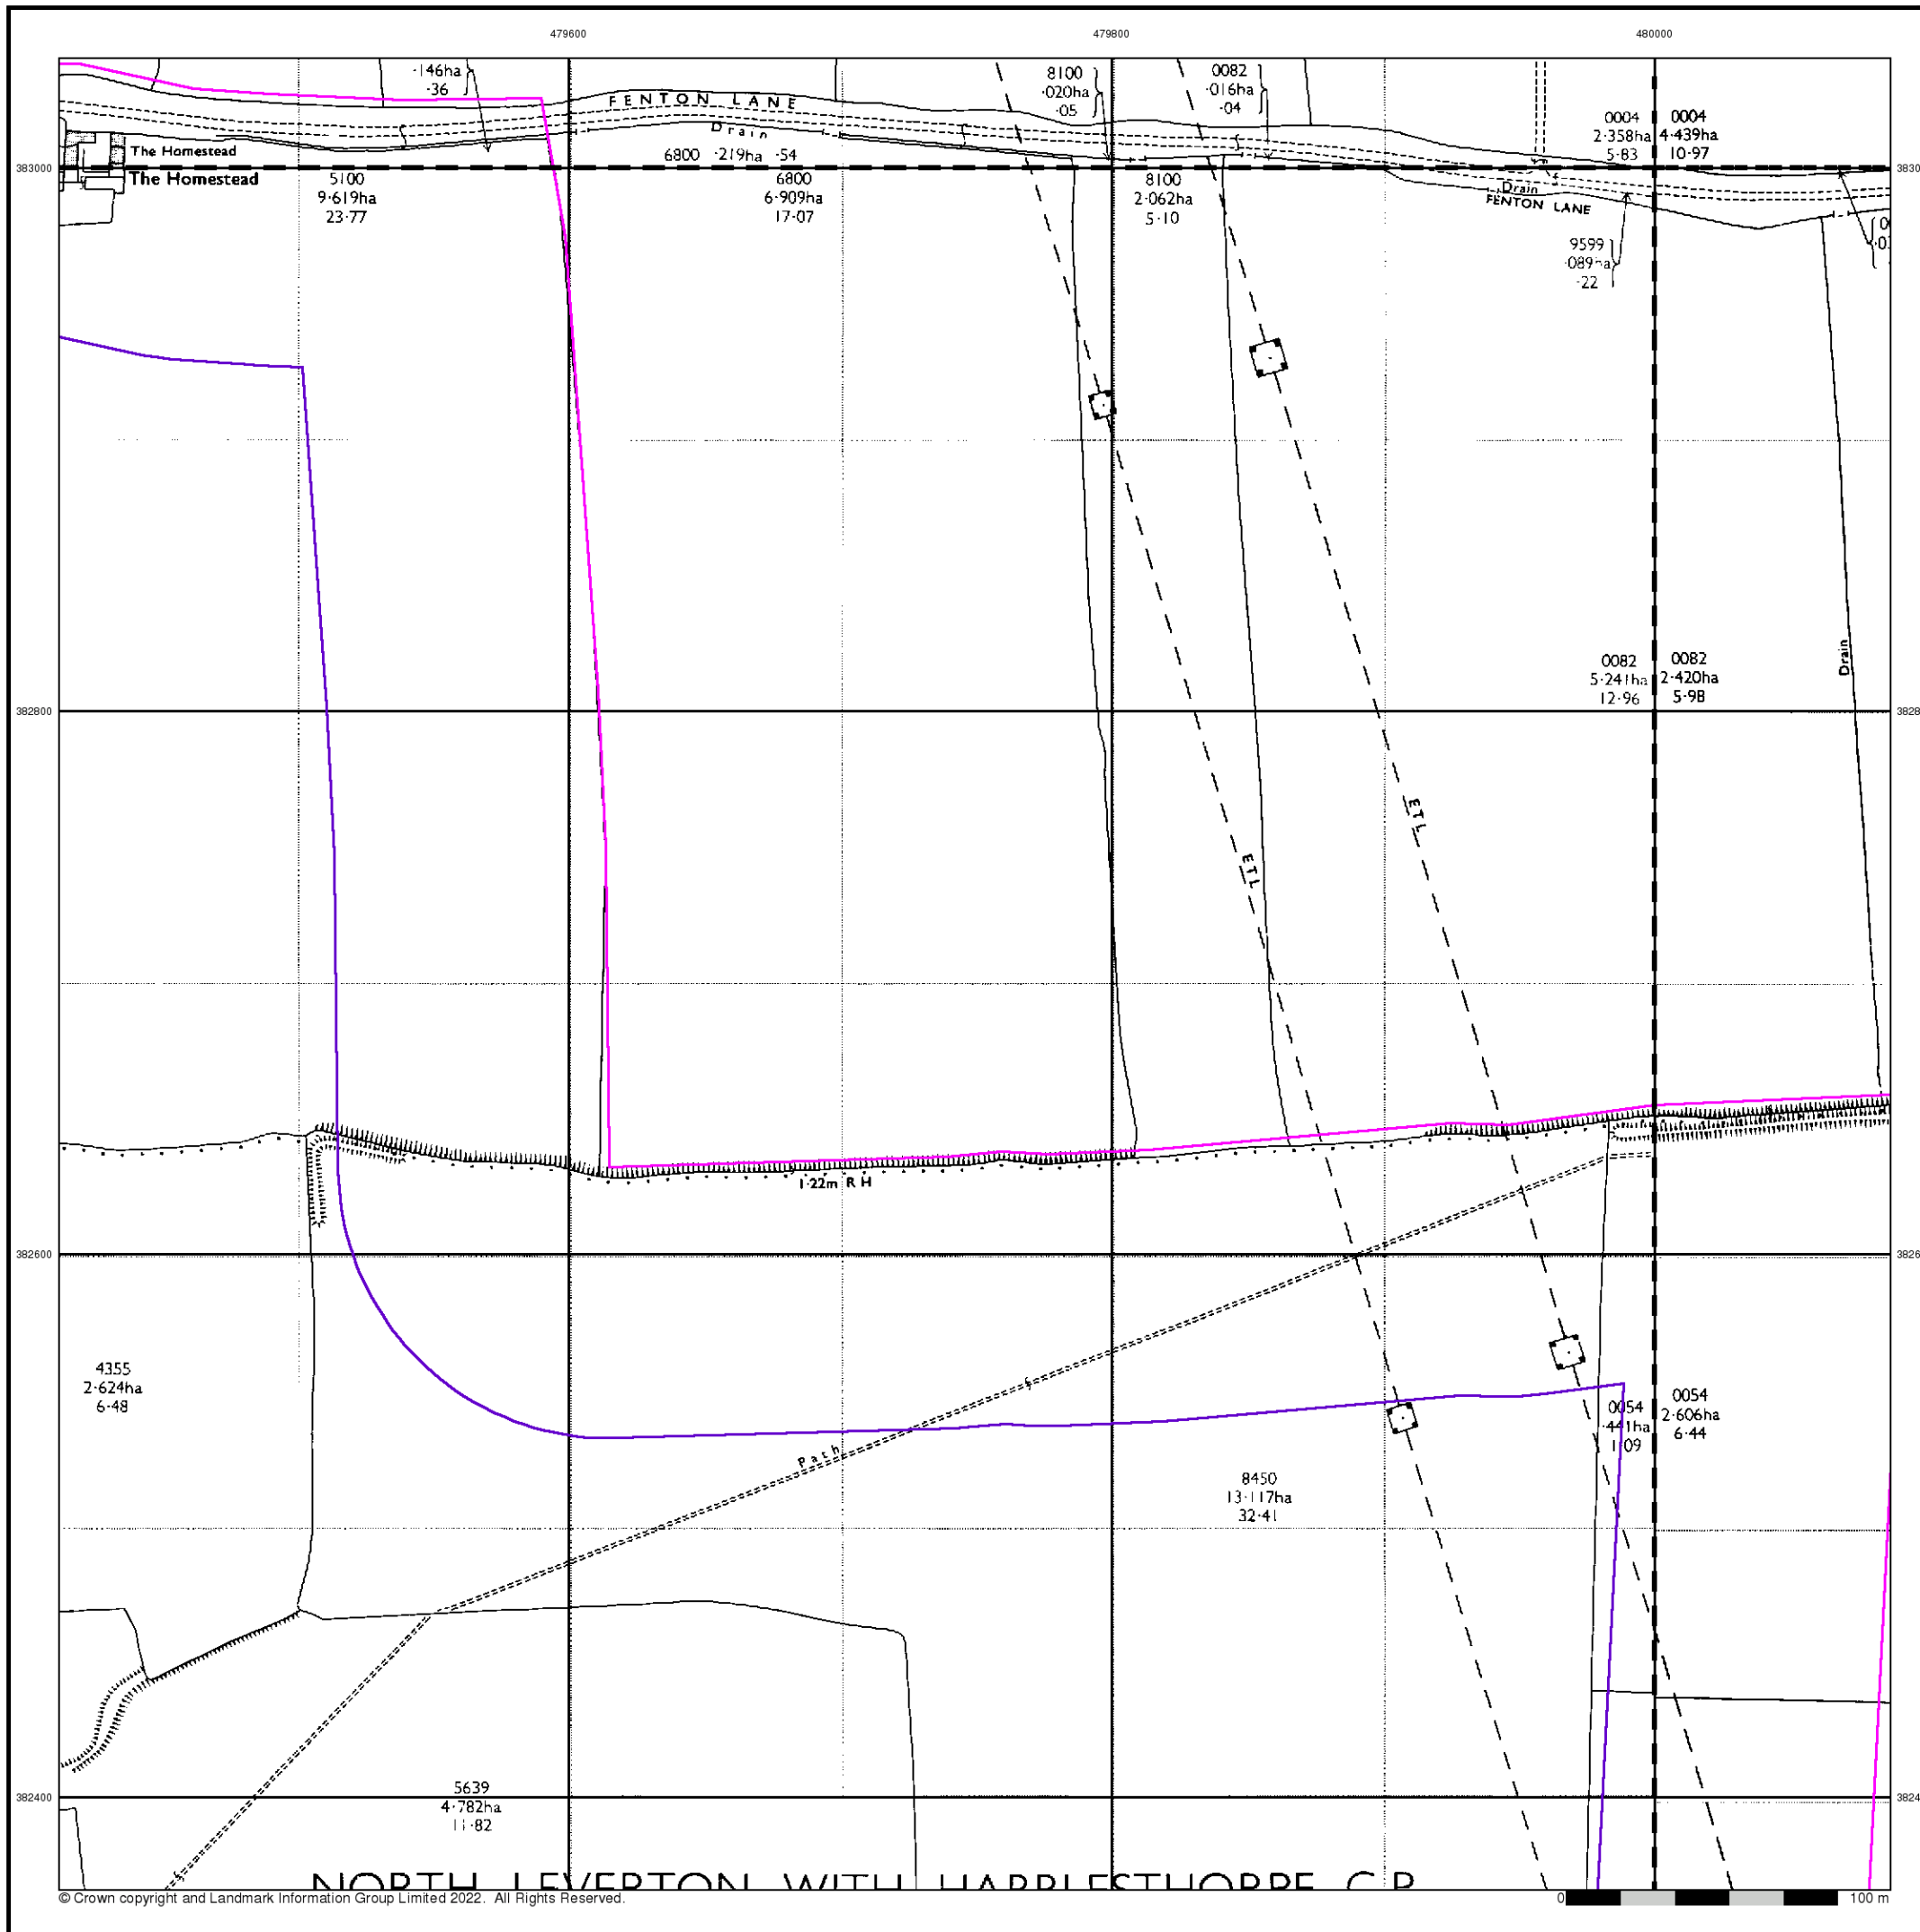 479600
479800
480000
·146ha
·36
8100
·020ha
·05
0082
·016ha
·04
FENTON LANE
Drain
0004
2·358ha
5·83
0004
4·439ha
10·97
The Homestead
6800 ·219ha ·54
383000
The Homestead
5100
9·619ha
23·77
6800
6·909ha
17·07
8100
2·062ha
5·10
Drain
FENTON LANE
9599
·089ha
·22
0082
5·241ha
12·96
0082
2·420ha
5·98
Drain
382800
ETL
ETL
1·22m RH
382600
4355
2·624ha
6·48
Path
8450
13·117ha
32·41
0054
·441ha
1·09
0054
2·606ha
6·44
5639
4·782ha
11·82
382400
NORTH LEVERTON WITH HABBLESTHORPE C P
© Crown copyright and Landmark Information Group Limited 2022. All Rights Reserved.
0
100 m